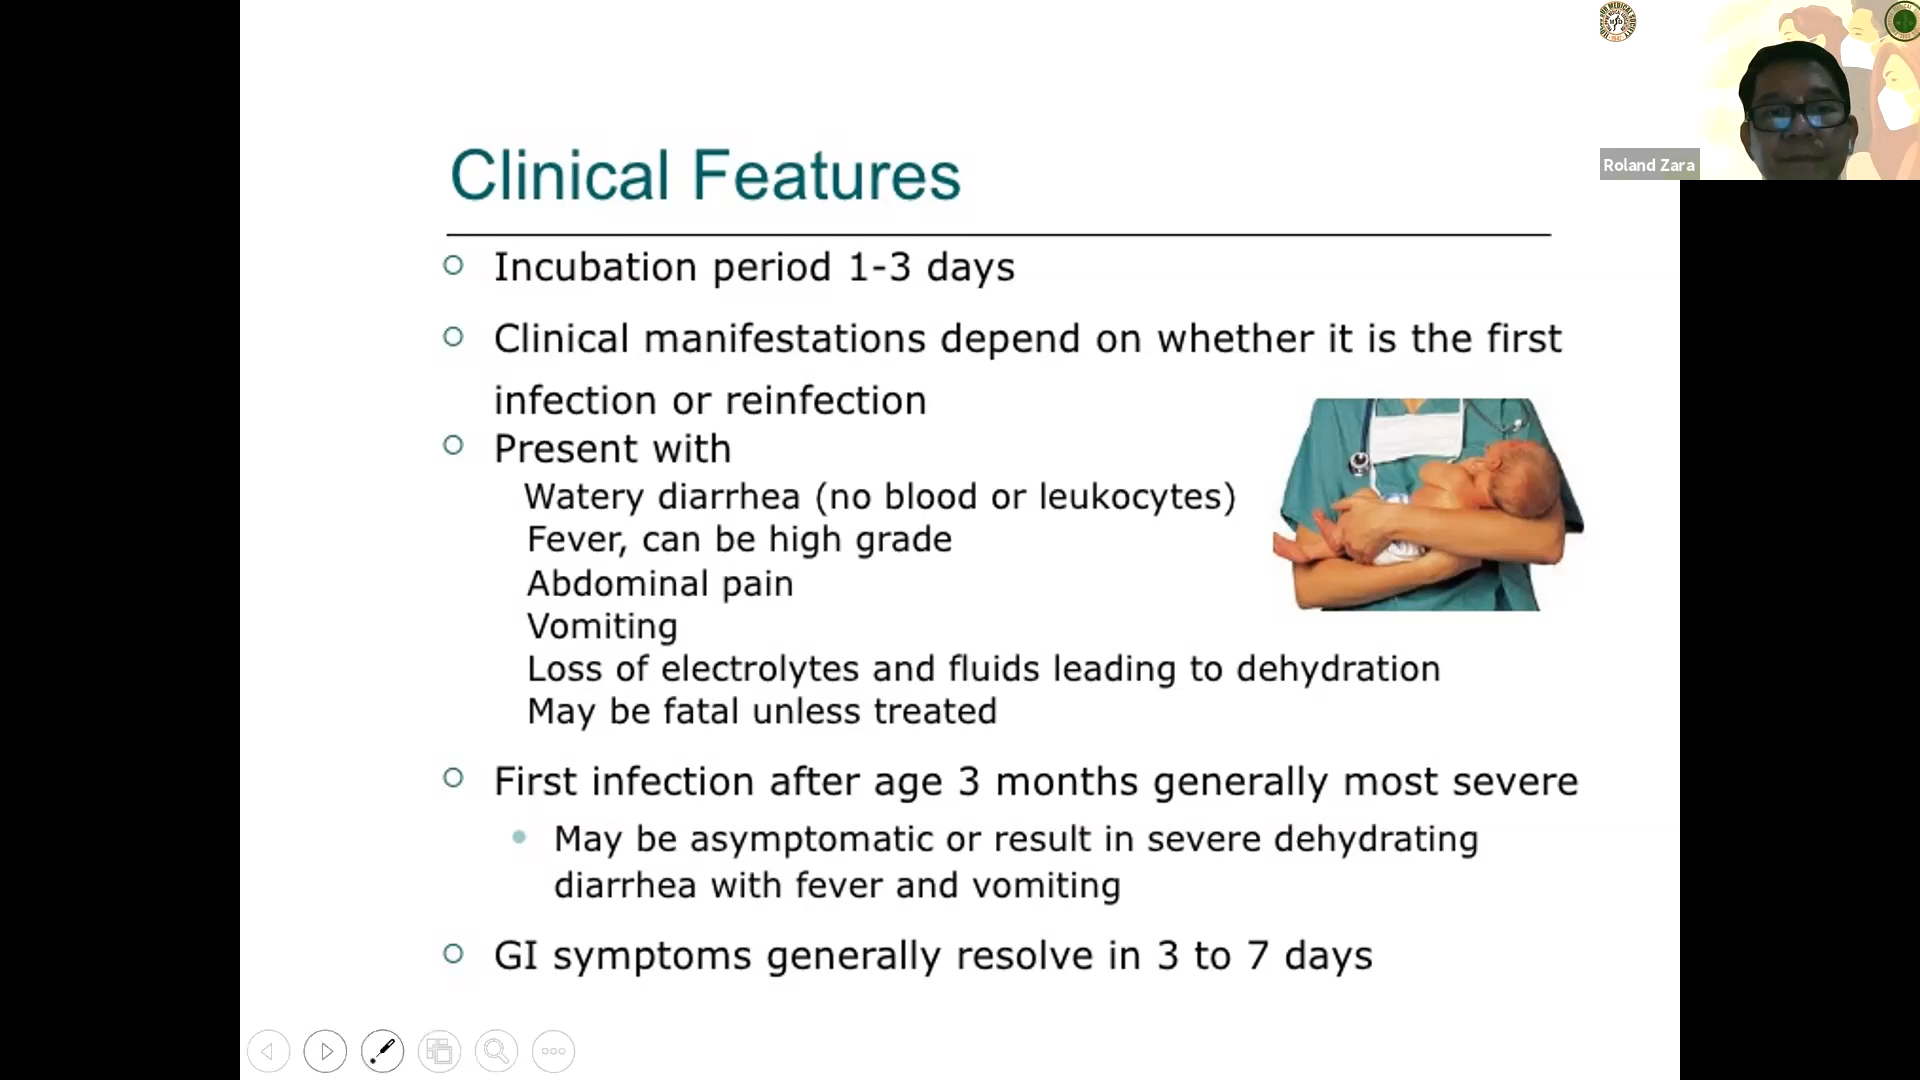 Clinical Features
Incubation period 1-3 days
Clinical manifestations depend on whether it is the first
infection or reinfection
Present with
Watery diarrhea (no blood or leukocytes)
Fever, can be high grade
Abdominal pain
Vomiting
Loss of electrolytes and fluids leading to dehydration
May be fatal unless treated
First infection after age 3 months generally most severe
May be asymptomatic or result in severe dehydrating
diarrhea with fever and vomiting
GI symptoms generally resolve in 3 to 7 days
Roland Zara